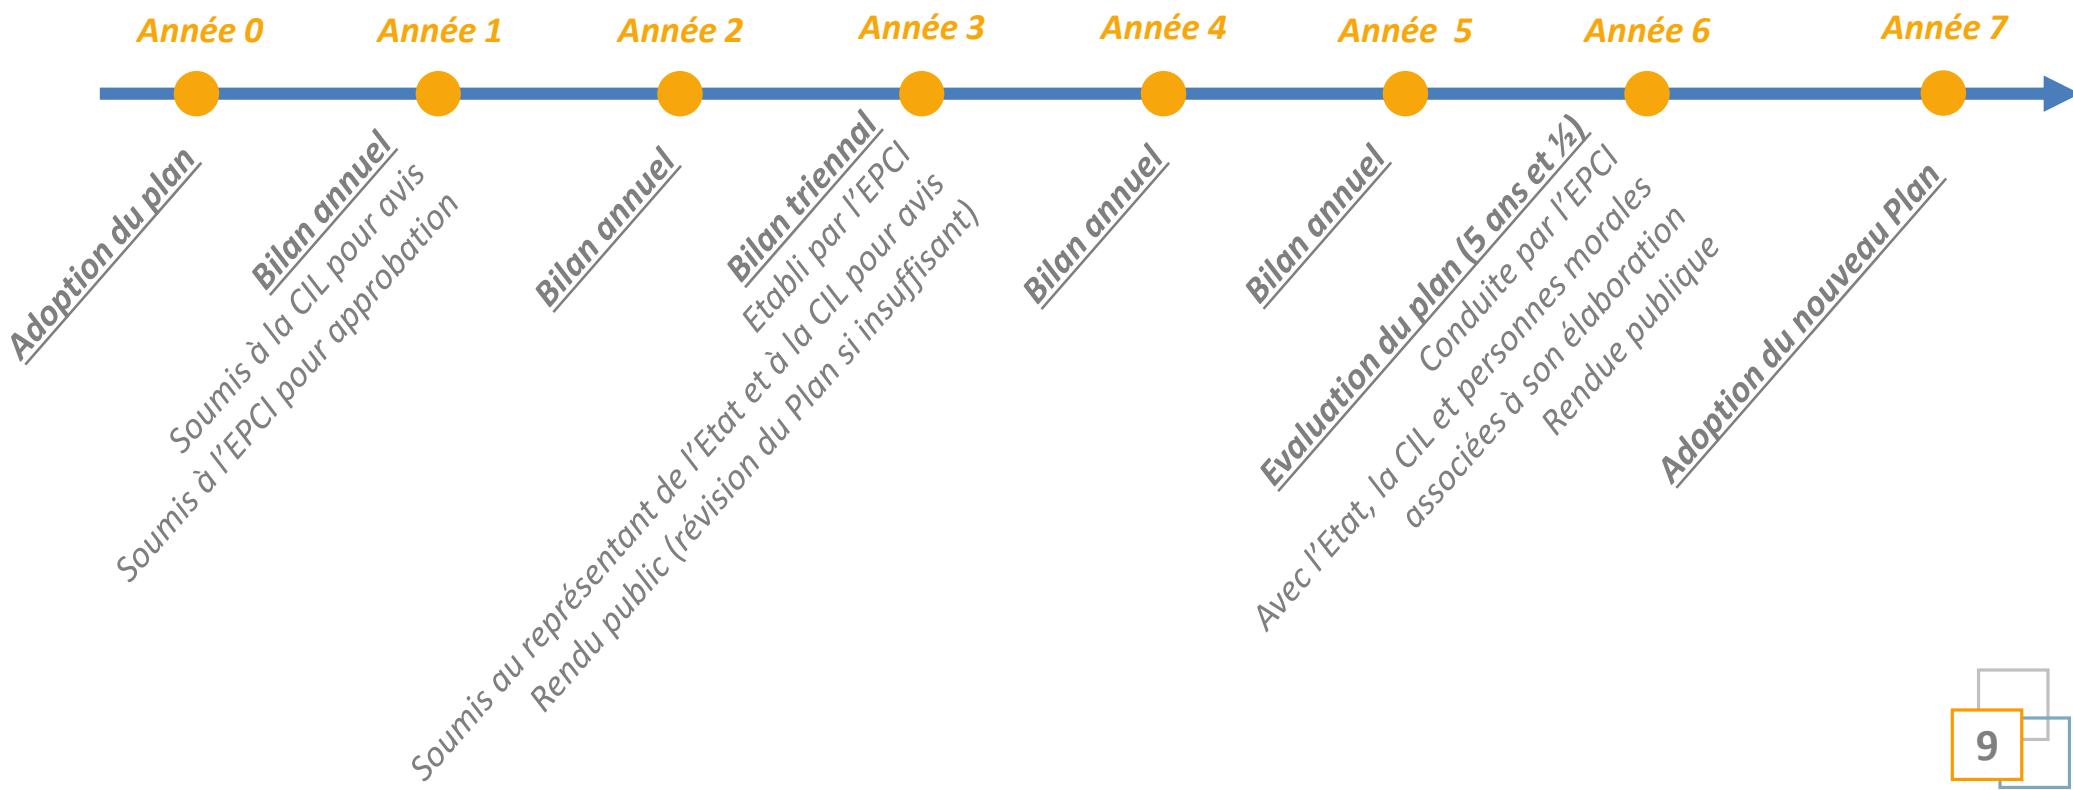 Année 0
Année 1
Année 2
Année 3
Année 4
Année  5
Année 6
Année 7
Adoption du plan
Bilan annuel
Soumis à la CIL pour avis
Soumis à l’EPCI pour approbation
Bilan annuel
Bilan triennal
Etabli par l’EPCI
Soumis au représentant de l’Etat et à la CIL pour avis
Rendu public (révision du Plan si insuffisant)
Bilan annuel
Bilan annuel
Evaluation du plan (5 ans et ½)
Conduite par l’EPCI
Avec l’Etat, la CIL et personnes morales
associées à son élaboration
Rendue publique
Adoption du nouveau Plan
9